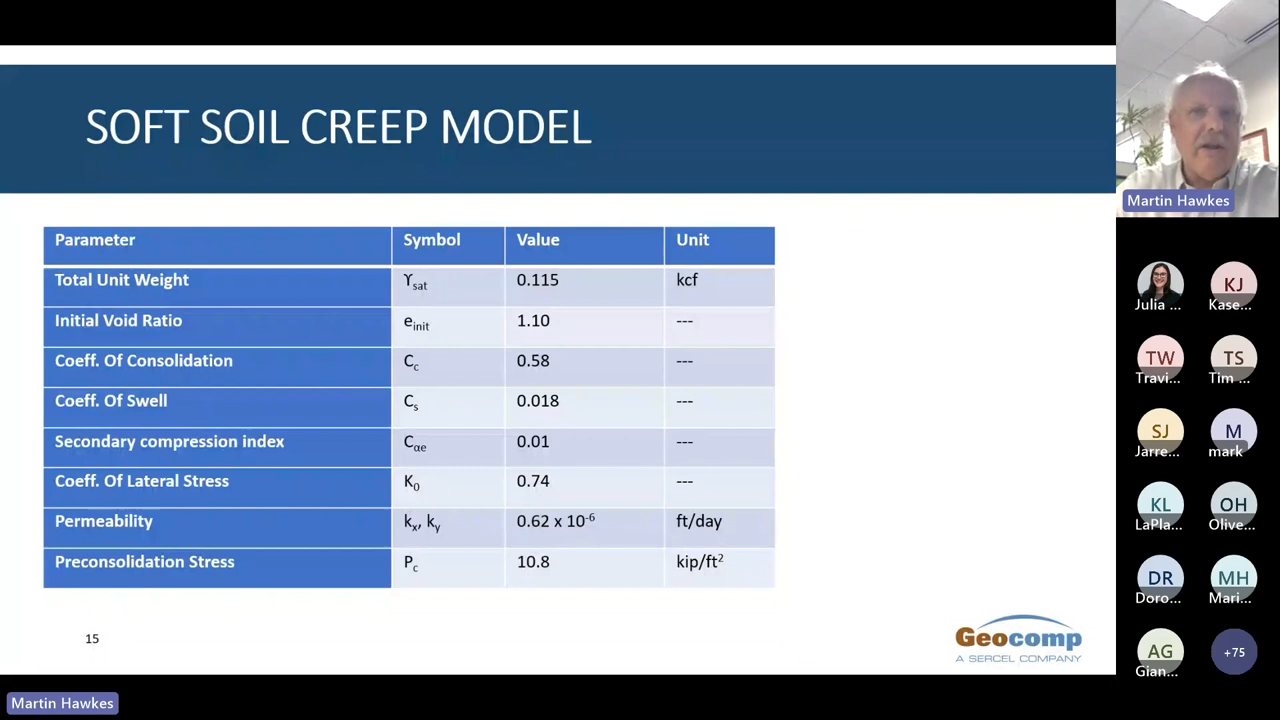 SOFT SOIL CREEP MODEL
Parameter Symbol Value Unit
Total Unit Weight ϒsat 0.115 kcf
Initial Void Ratio einit 1.10 ---
Coeff. Of Consolidation Cc 0.58 ---
Coeff. Of Swell Cs 0.018 ---
Secondary compression index Cαe 0.01 ---
Coeff. Of Lateral Stress K0 0.74 ---
Permeability kx, ky 0.62 x 10-6 ft/day
Preconsolidation Stress Pc 10.8 kip/ft2
15
Geocomp
A SERCEL COMPANY
Martin Hawkes
Martin Hawkes
Julia ...
KJ
Kase...
TW
Travi...
TS
Tim ...
SJ
Jarre...
M
mark
KL
LaPla...
OH
Olive...
DR
Doro...
MH
Mari...
AG
Gian...
+75